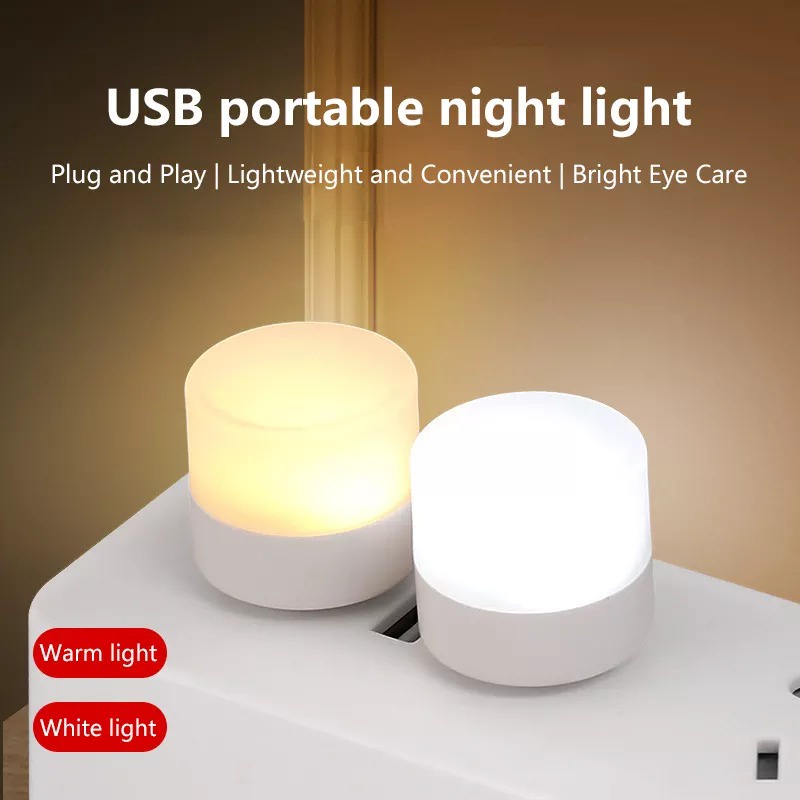 USB portable night light
Plug and Play | Lightweight and Convenient | Bright Eye Care
Warm light
White light